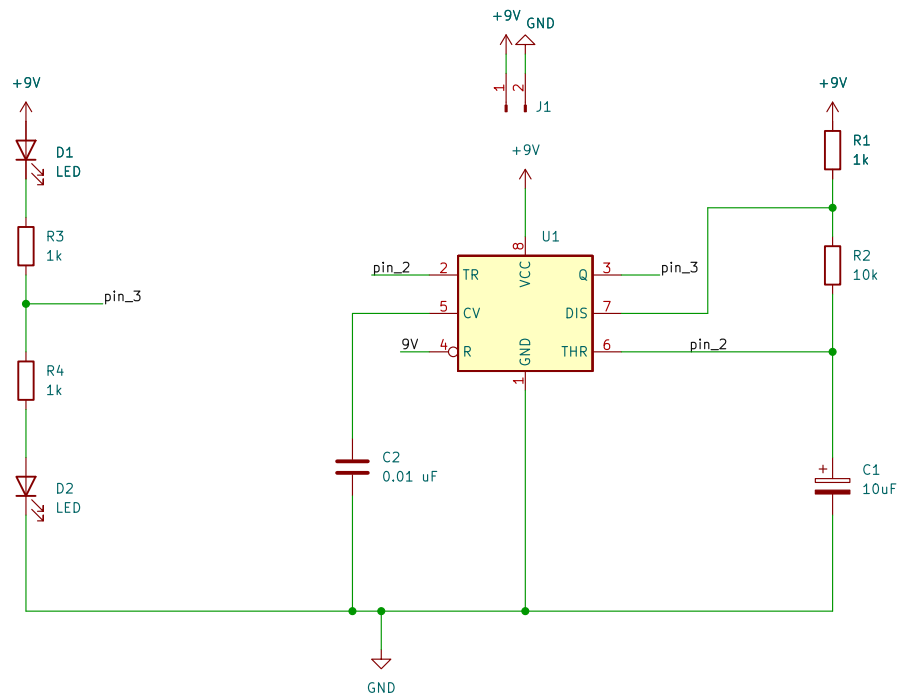 +9V
GND
1
2
J1
+9V
D1
LED
R3
1k
pin_3
R4
1k
D2
LED
+9V
U1
8
VCC
pin_2
2
TR
Q
3
pin_3
5
CV
DIS
7
9V
4
R
GND
THR
6
pin_2
1
C2
0.01 uF
+9V
R1
1k
R2
10k
+
C1
10uF
GND